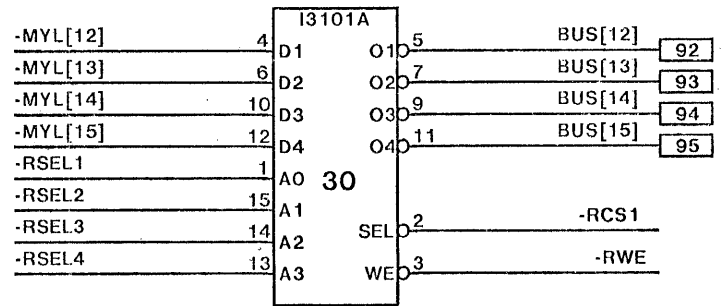 I3101A
-MYL[12] 4 D1 O1 5 BUS[12] 92
-MYL[13] 6 D2 O2 7 BUS[13] 93
-MYL[14] 10 D3 O3 9 BUS[14] 94
-MYL[15] 12 D4 O4 11 BUS[15] 95
-RSEL1 1 A0 30
-RSEL2 15 A1
-RSEL3 14 A2 SEL 2 -RCS1
-RSEL4 13 A3 WE 3 -RWE